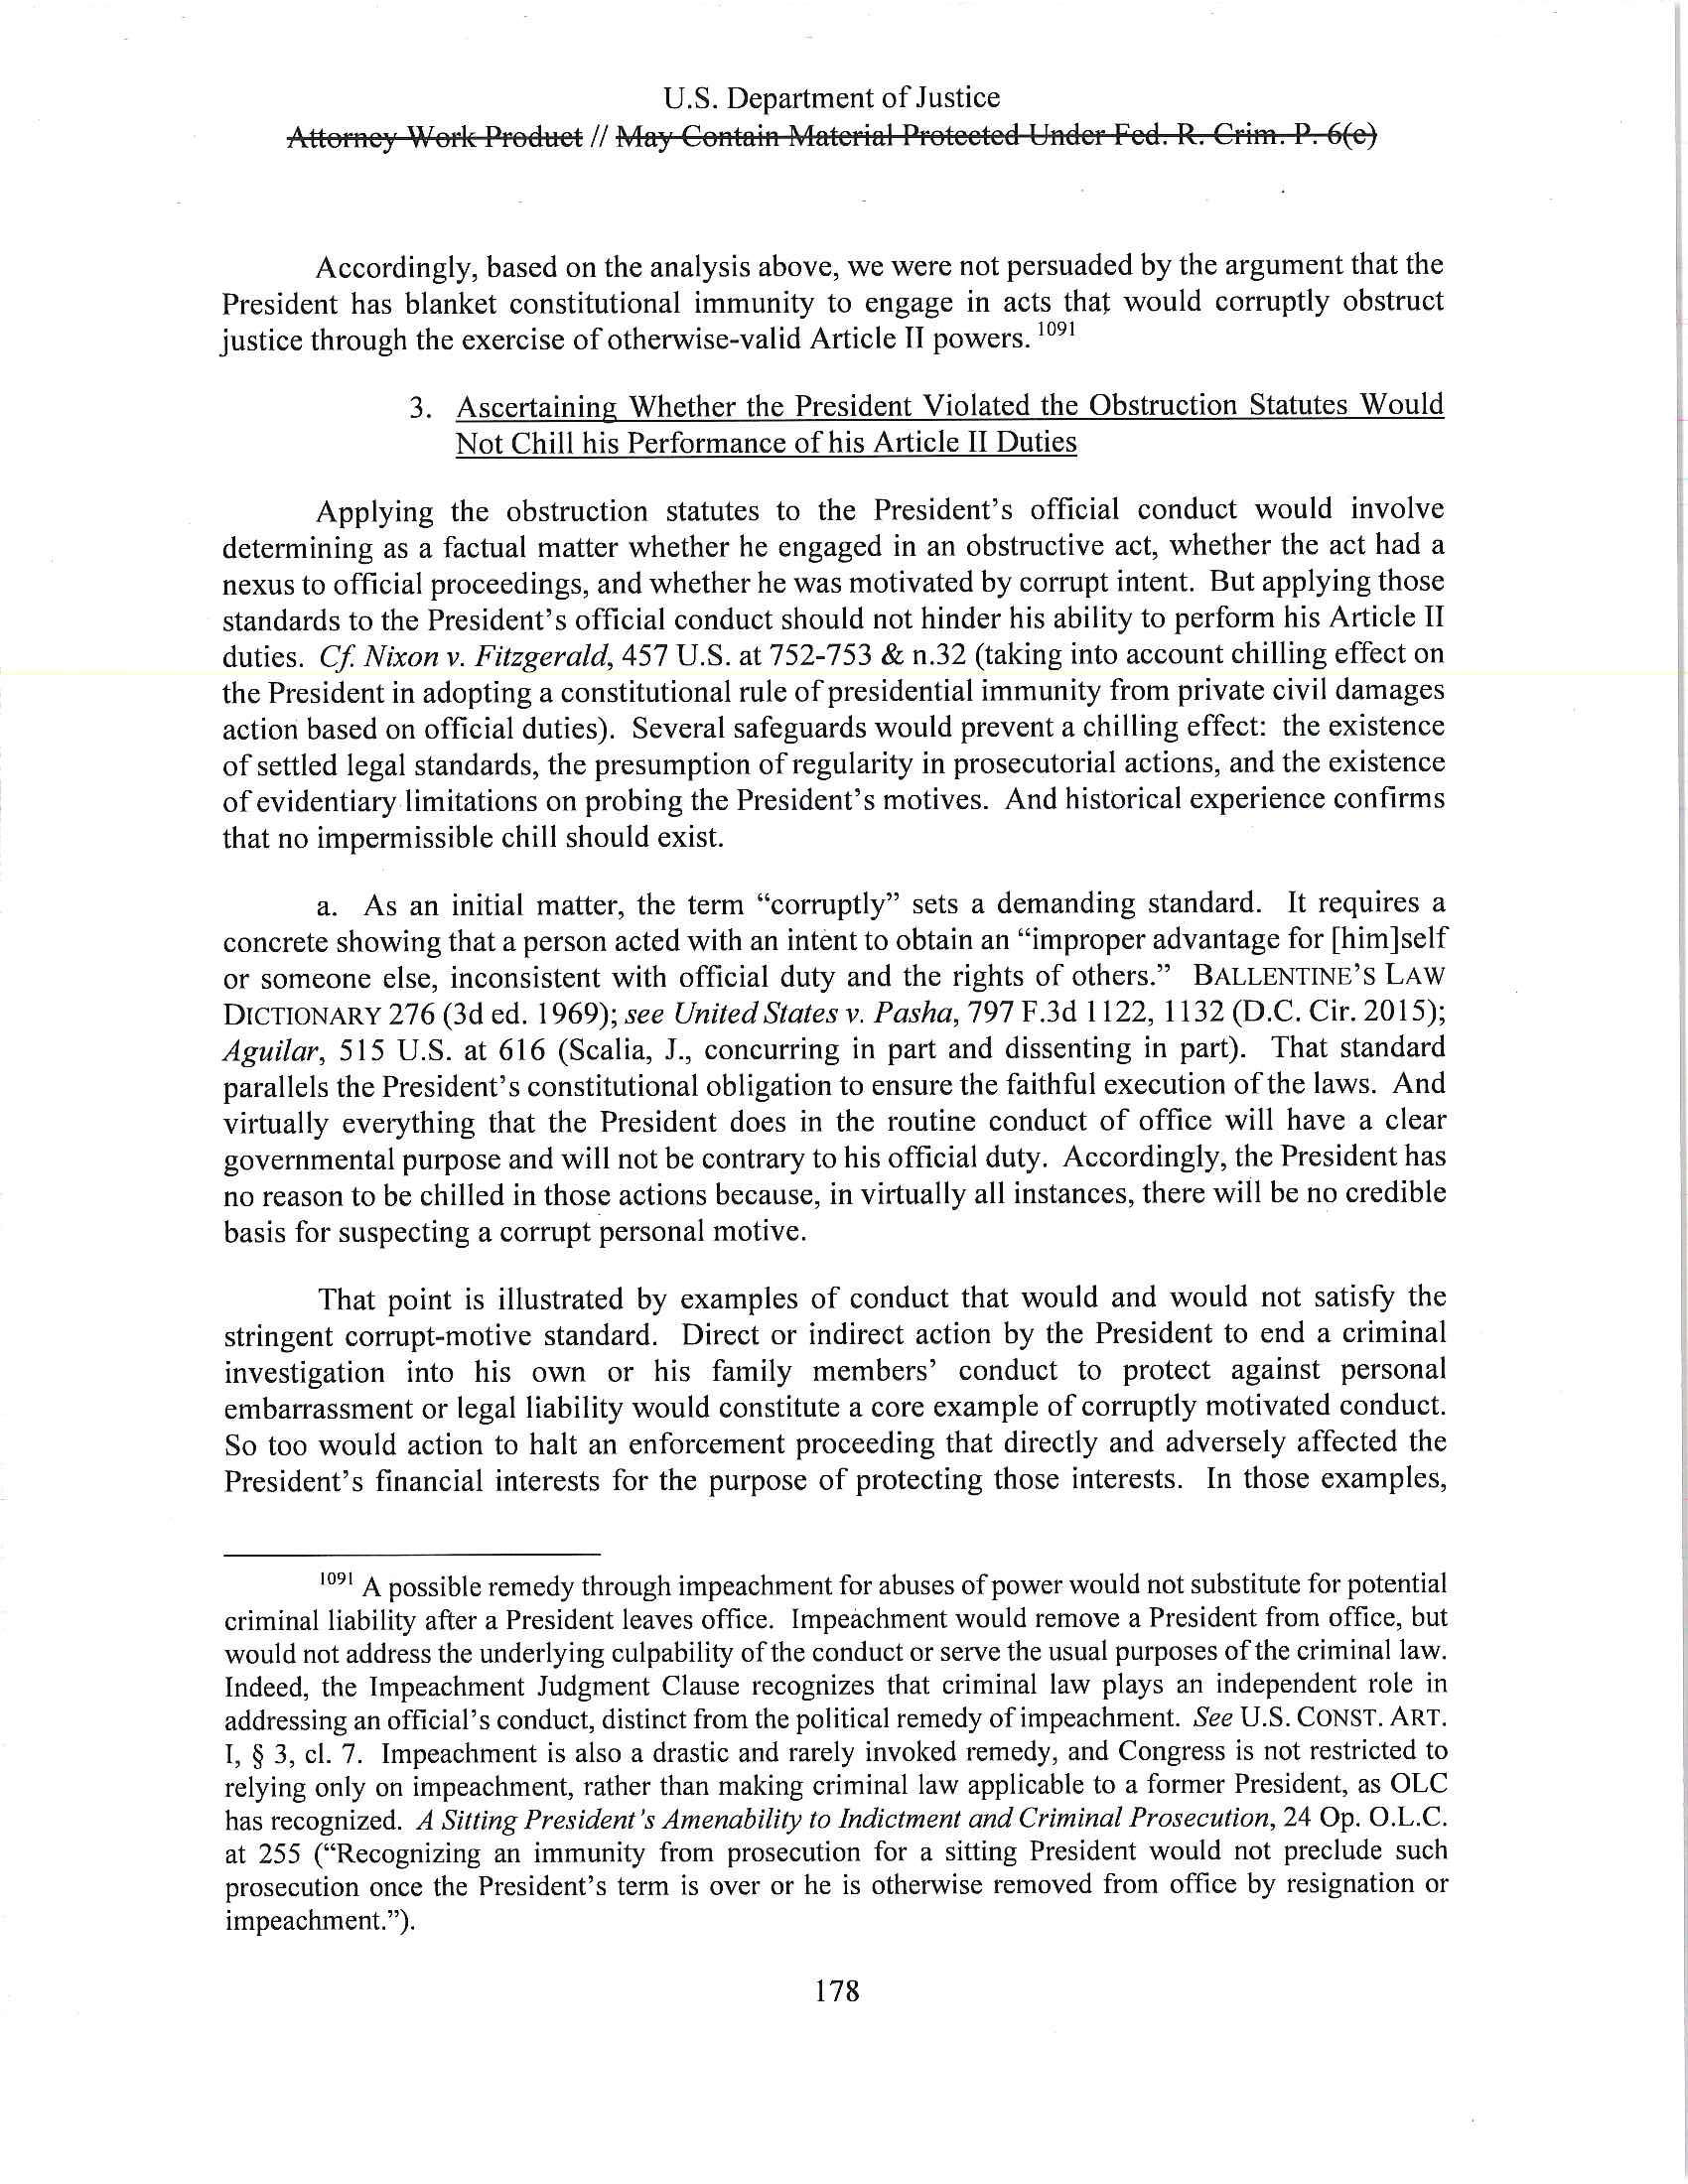 U.S. Department of Justice
Attorney Work Product // May Contain Material Protected Under Fed. R. Crim. P. 6(e)
Accordingly, based on the analysis above, we were not persuaded by the argument that the
President has blanket constitutional immunity to engage in acts that would corruptly obstruct
justice through the exercise of otherwise-valid Article II powers. 1091
3. Ascertaining Whether the President Violated the Obstruction Statutes Would
Not Chill his Performance of his Article II Duties
Applying the obstruction statutes to the President's official conduct would involve
determining as a factual matter whether he engaged in an obstructive act, whether the act had a
nexus to official proceedings, and whether he was motivated by corrupt intent. But applying those
standards to the President's official conduct should not hinder his ability to perform his Article II
duties. Cf. Nixon v. Fitzgerald, 457 U.S. at 752-753 & n.32 (taking into account chilling effect on
the President in adopting a constitutional rule of presidential immunity from private civil damages
action based on official duties). Several safeguards would prevent a chilling effect: the existence
of settled legal standards, the presumption of regularity in prosecutorial actions, and the existence
of evidentiary limitations on probing the President's motives. And historical experience confirms
that no impermissible chill should exist.
a. As an initial matter, the term “corruptly” sets a demanding standard. It requires a
concrete showing that a person acted with an intent to obtain an “improper advantage for [him]self
or someone else, inconsistent with official duty and the rights of others.” BALLENTINE'S LAW
DICTIONARY 276 (3d ed. 1969); see United States v. Pasha, 797 F.3d 1122, 1132 (D.C. Cir. 2015);
Aguilar, 515 U.S. at 616 (Scalia, J., concurring in part and dissenting in part). That standard
parallels the President's constitutional obligation to ensure the faithful execution of the laws. And
virtually everything that the President does in the routine conduct of office will have a clear
governmental purpose and will not be contrary to his official duty. Accordingly, the President has
no reason to be chilled in those actions because, in virtually all instances, there will be no credible
basis for suspecting a corrupt personal motive.
That point is illustrated by examples of conduct that would and would not satisfy the
stringent corrupt-motive standard. Direct or indirect action by the President to end a criminal
investigation into his own or his family members' conduct to protect against personal
embarrassment or legal liability would constitute a core example of corruptly motivated conduct.
So too would action to halt an enforcement proceeding that directly and adversely affected the
President's financial interests for the purpose of protecting those interests. In those examples,
1091 A possible remedy through impeachment for abuses of power would not substitute for potential
criminal liability after a President leaves office. Impeachment would remove a President from office, but
would not address the underlying culpability of the conduct or serve the usual purposes of the criminal law.
Indeed, the Impeachment Judgment Clause recognizes that criminal law plays an independent role in
addressing an official's conduct, distinct from the political remedy of impeachment. See U.S. CONST. ART.
I, § 3, cl. 7. Impeachment is also a drastic and rarely invoked remedy, and Congress is not restricted to
relying only on impeachment, rather than making criminal law applicable to a former President, as OLC
has recognized. A Sitting President's Amenability to Indictment and Criminal Prosecution, 24 Op. O.L.C.
at 255 (“Recognizing an immunity from prosecution for a sitting President would not preclude such
prosecution once the President's term is over or he is otherwise removed from office by resignation or
impeachment.”).
178